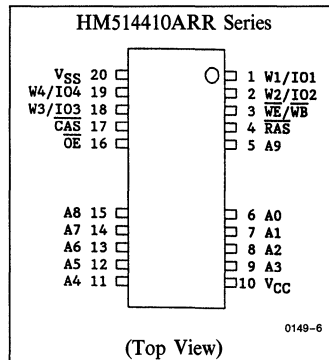 HM514410ARR Series
VSS 20 1 W1/IO1
W4/IO4 19 2 W2/IO2
W3/IO3 18 3 WE/WB
CAS 17 4 RAS
OE 16 5 A9
A8 15 6 A0
A7 14 7 A1
A6 13 8 A2
A5 12 9 A3
A4 11 10 VCC
0149-6
(Top View)